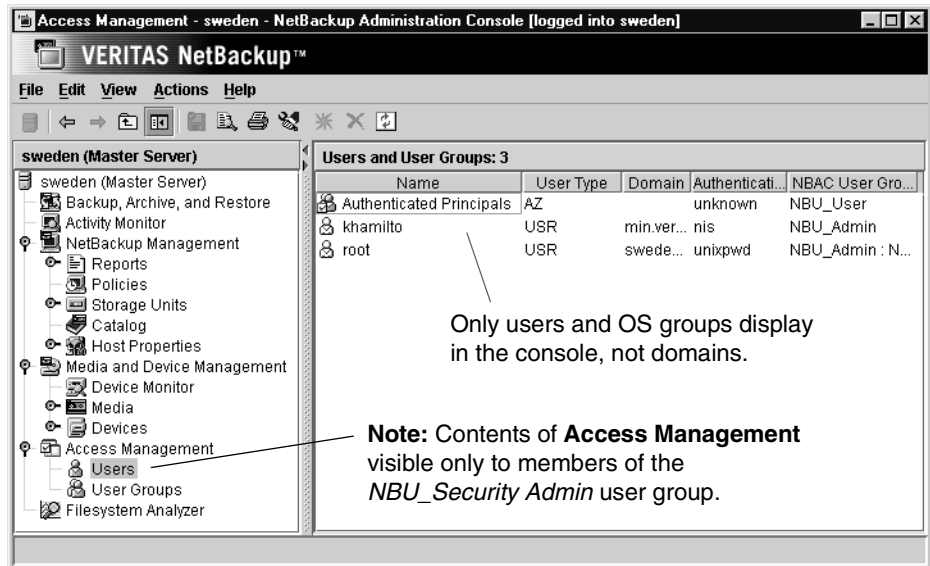 Access Management - sweden - NetBackup Administration Console [logged into sweden]
VERITAS NetBackup™
File Edit View Actions Help
sweden (Master Server)
sweden (Master Server)
Backup, Archive, and Restore
Activity Monitor
NetBackup Management
Reports
Policies
Storage Units
Catalog
Host Properties
Media and Device Management
Device Monitor
Media
Devices
Access Management
Users
User Groups
Filesystem Analyzer
Users and User Groups: 3
Name User Type Domain Authenticati... NBAC User Gro...
Authenticated Principals AZ unknown NBU_User
khamilto USR min.ver... nis NBU_Admin
root USR swede... unixpwd NBU_Admin : N...
Only users and OS groups display
in the console, not domains.
Note: Contents of Access Management
visible only to members of the
NBU_Security Admin user group.